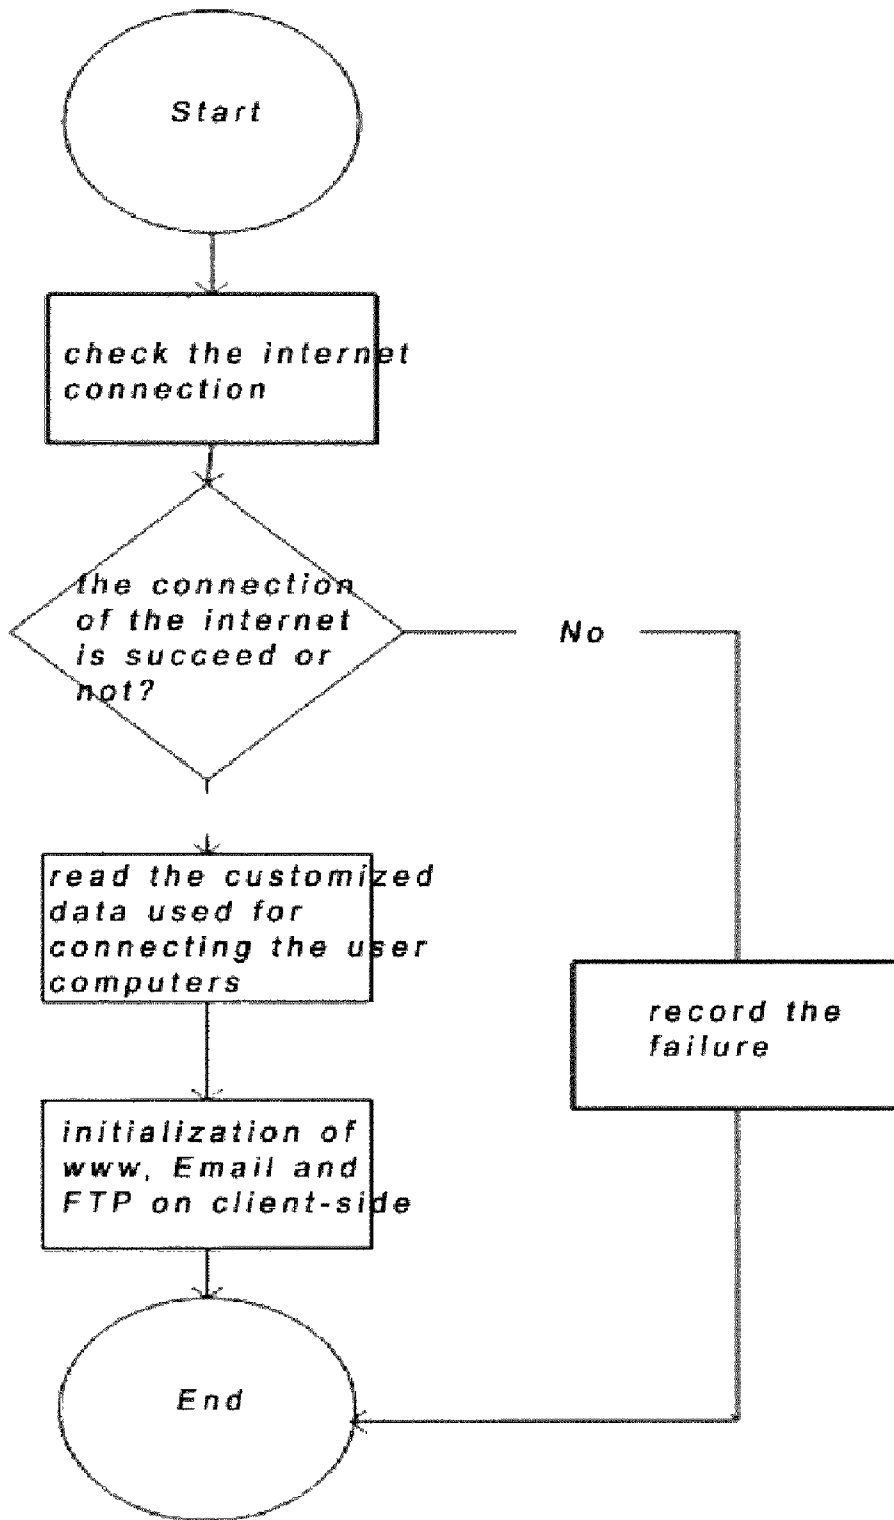 Start
check the internet
connection
the connection
of the internet
is succeed or
not?
No
read the customized
data used for
connecting the user
computers
record the
failure
initialization of
www, Email and
FTP on client-side
End